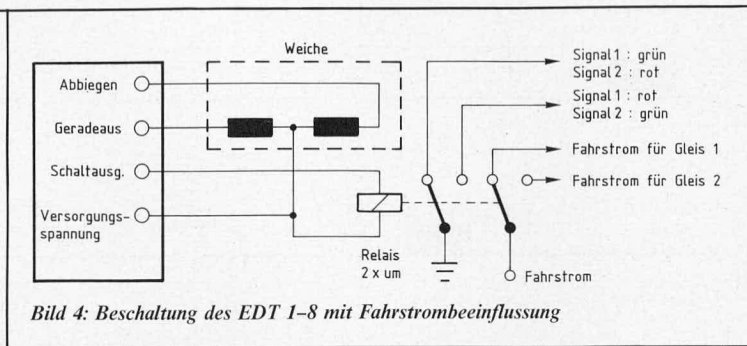 Weiche
Abbiegen
Geradeaus
Schaltausg.
Versorgungs-
spannung
Relais
2 x um
Signal 1 : grün
Signal 2 : rot
Signal 1 : rot
Signal 2 : grün
Fahrstrom für Gleis 1
Fahrstrom für Gleis 2
Fahrstrom
Bild 4: Beschaltung des EDT 1–8 mit Fahrstrombeeinflussung